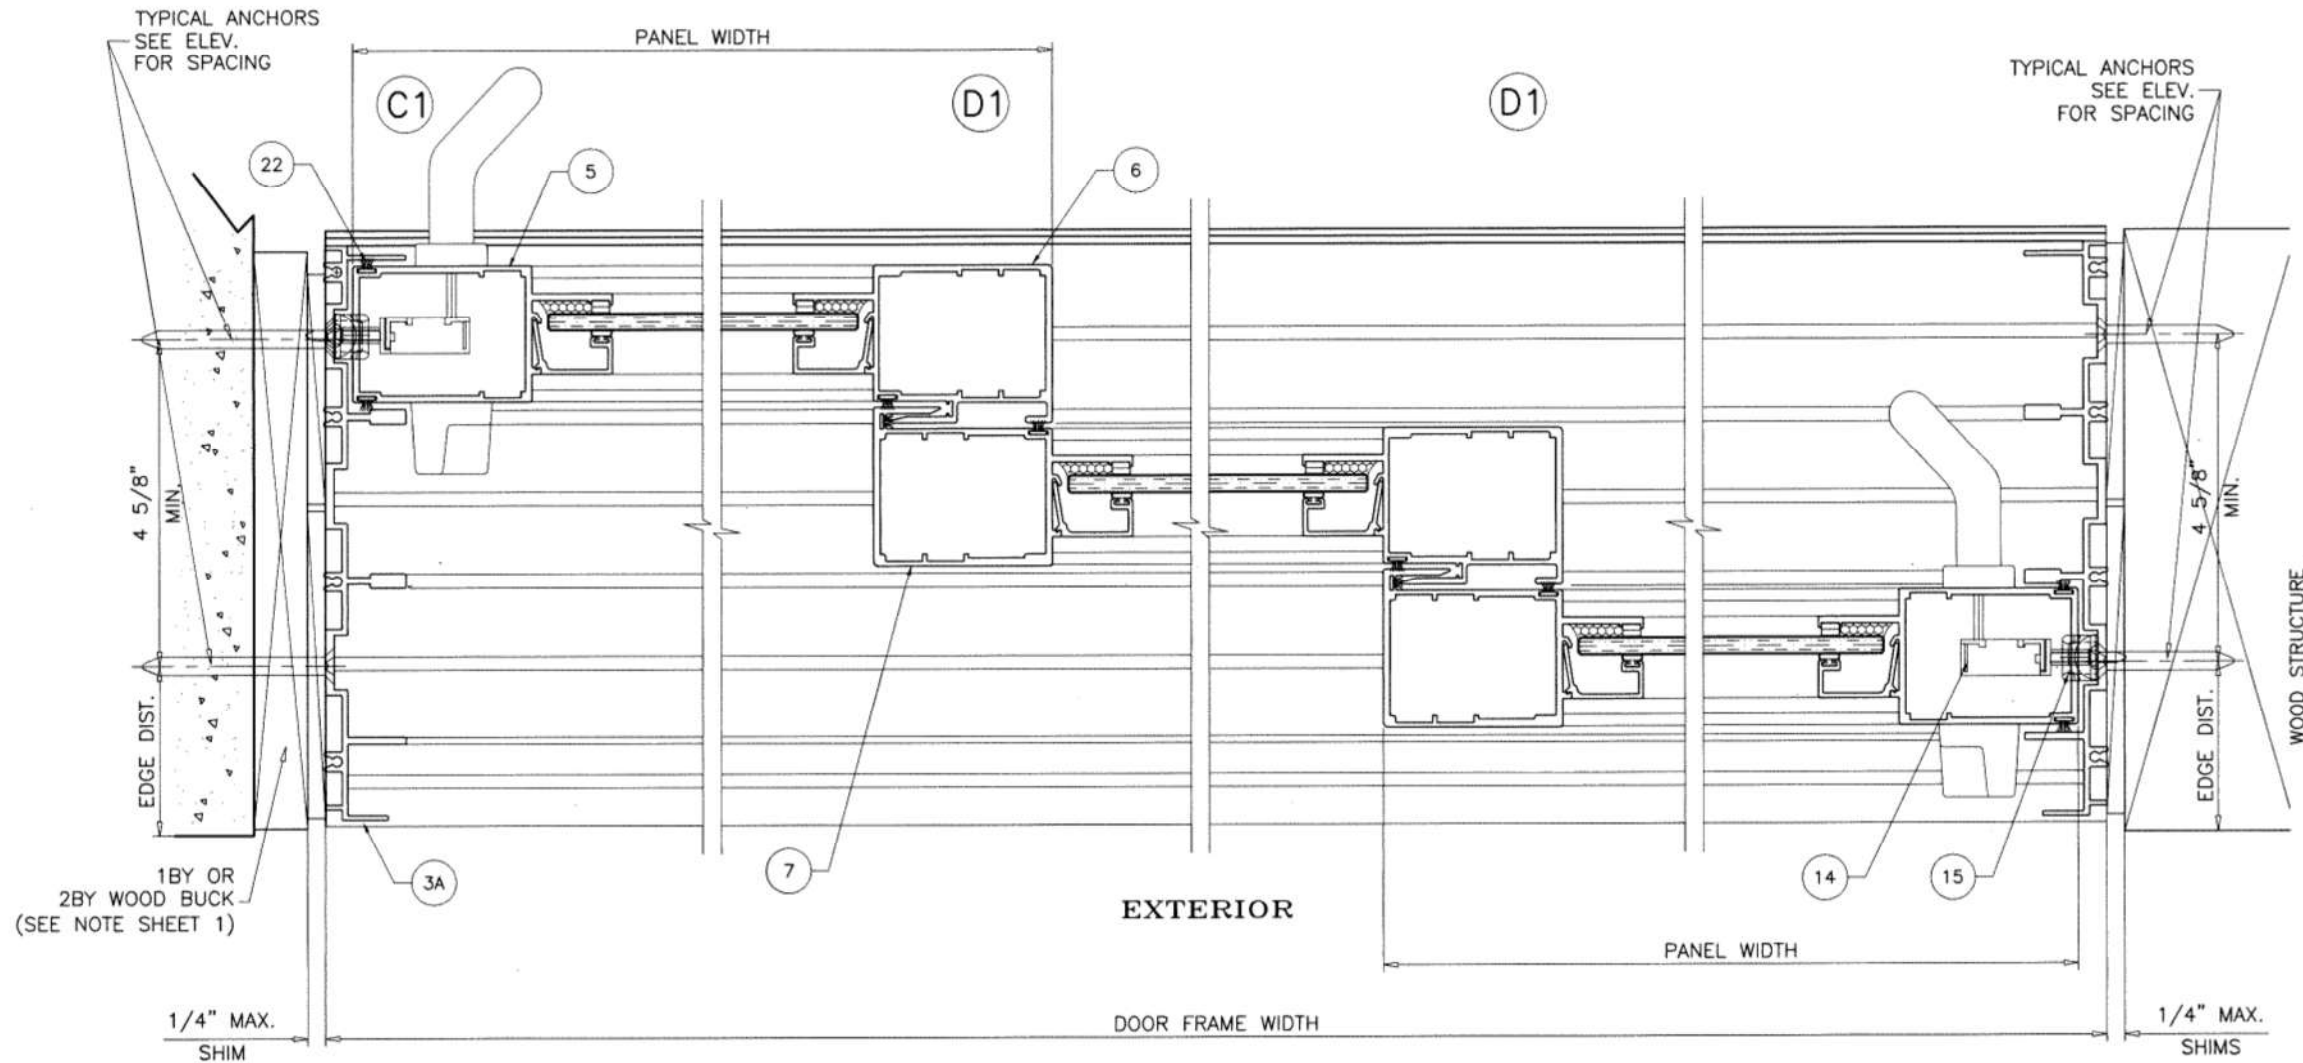 TYPICAL ANCHORS
SEE ELEV.
FOR SPACING
PANEL WIDTH
TYPICAL ANCHORS
SEE ELEV.
FOR SPACING
C1
D1
D1
22
5
6
4 5/8"
MIN.
4 5/8"
MIN.
EDGE DIST.
EDGE DIST.
WOOD STRUCTURE
1BY OR
2BY WOOD BUCK
(SEE NOTE SHEET 1)
3A
7
14
15
EXTERIOR
PANEL WIDTH
1/4" MAX.
SHIM
DOOR FRAME WIDTH
1/4" MAX.
SHIMS